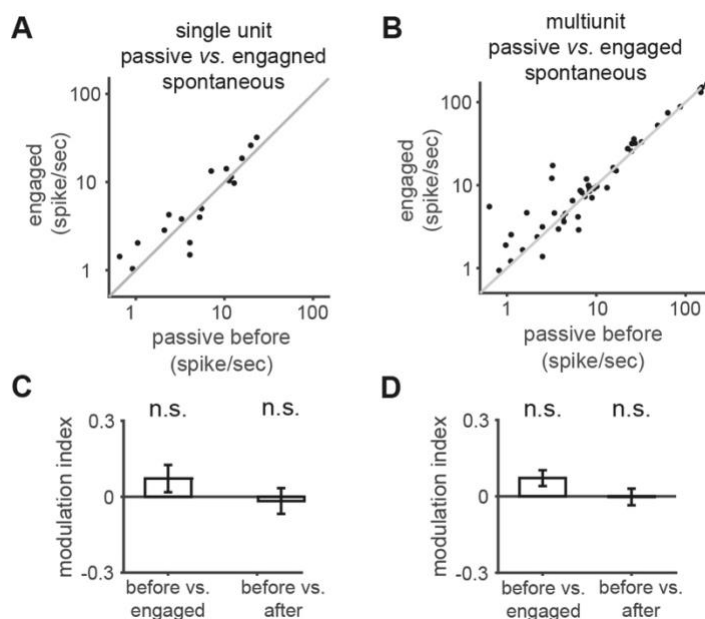 A
single unit
passive vs. engagned
spontaneous
100
10
1
engaged
(spike/sec)
1
10
100
passive before
(spike/sec)
B
multiunit
passive vs. engaged
spontaneous
100
10
1
engaged
(spike/sec)
1
10
100
passive before
(spike/sec)
C
n.s.
n.s.
0.3
0
-0.3
modulation index
before vs.
engaged
before vs.
after
D
n.s.
n.s.
0.3
0
-0.3
modulation index
before vs.
engaged
before vs.
after